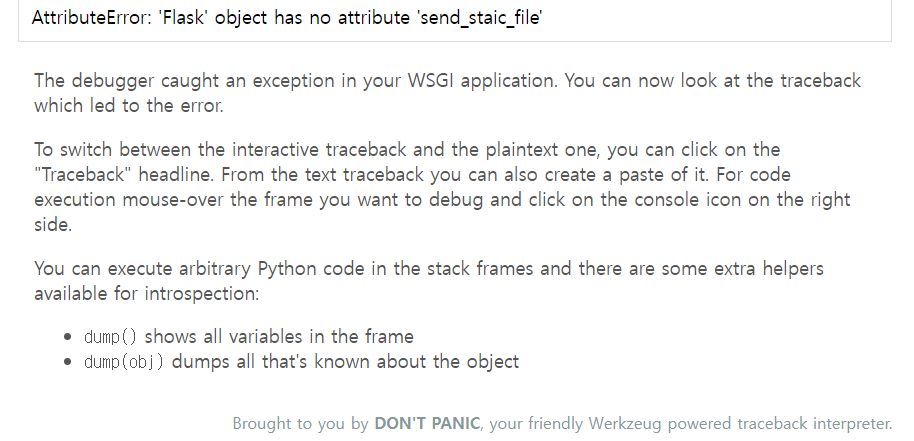 AttributeError: 'Flask' object has no attribute 'send_staic_file'
The debugger caught an exception in your WSGI application. You can now look at the traceback
which led to the error.
To switch between the interactive traceback and the plaintext one, you can click on the
"Traceback" headline. From the text traceback you can also create a paste of it. For code
execution mouse-over the frame you want to debug and click on the console icon on the right
side.
You can execute arbitrary Python code in the stack frames and there are some extra helpers
available for introspection:
• dump() shows all variables in the frame
• dump(obj) dumps all that's known about the object
Brought to you by DON'T PANIC, your friendly Werkzeug powered traceback interpreter.